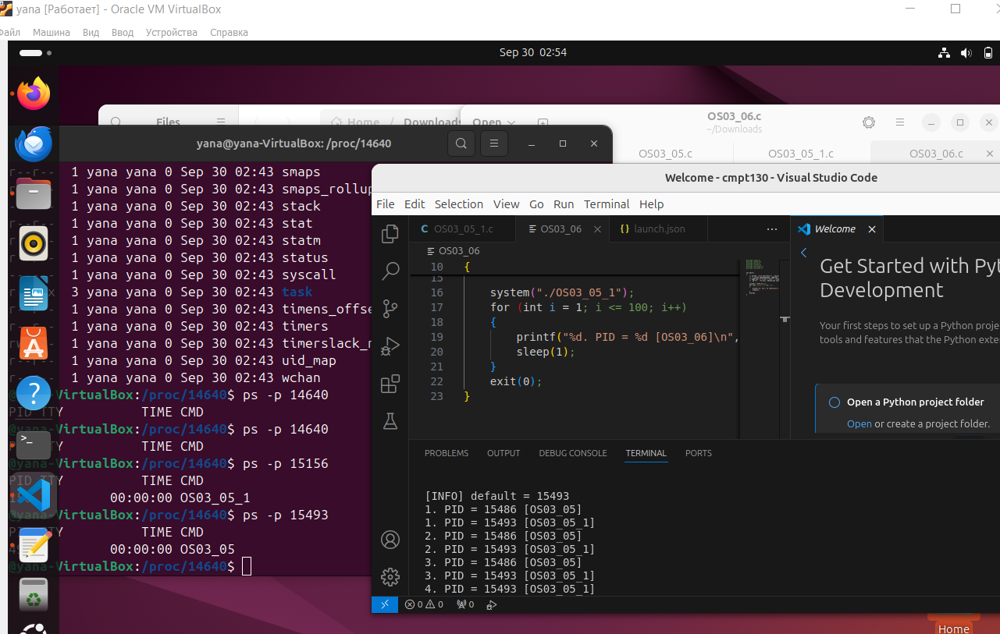 yana [Работает] - Oracle VM VirtualBox
Файл Машина Вид Ввод Устройства Справка
Sep 30 02:54
Files
Home / Downloads
Open
OS03_06.c
~/Downloads
OS03_05.c
OS03_05_1.c
OS03_06.c
yana@yana-VirtualBox: /proc/14640
1 yana yana 0 Sep 30 02:43 smaps
1 yana yana 0 Sep 30 02:43 smaps_rollup
1 yana yana 0 Sep 30 02:43 stack
1 yana yana 0 Sep 30 02:43 stat
1 yana yana 0 Sep 30 02:43 statm
1 yana yana 0 Sep 30 02:43 status
1 yana yana 0 Sep 30 02:43 syscall
3 yana yana 0 Sep 30 02:43 task
1 yana yana 0 Sep 30 02:43 timens_offse
1 yana yana 0 Sep 30 02:43 timers
1 yana yana 0 Sep 30 02:43 timerslack_n
1 yana yana 0 Sep 30 02:43 uid_map
1 yana yana 0 Sep 30 02:43 wchan
@yana-VirtualBox:/proc/14640$ ps -p 14640
PID TTY TIME CMD
@yana-VirtualBox:/proc/14640$ ps -p 14640
PID TTY TIME CMD
@yana-VirtualBox:/proc/14640$ ps -p 15156
PID TTY TIME CMD
00:00:00 OS03_05_1
@yana-VirtualBox:/proc/14640$ ps -p 15493
PID TTY TIME CMD
00:00:00 OS03_05
@yana-VirtualBox:/proc/14640$
Welcome - cmpt130 - Visual Studio Code
File Edit Selection View Go Run Terminal Help
C OS03_05_1.c
OS03_06
{} launch.json
Welcome
OS03_06
10 {
15
16 system("./OS03_05_1");
17 for (int i = 1; i <= 100; i++)
18 {
19 printf("%d. PID = %d [OS03_06]\n",
20 sleep(1);
21 }
22 exit(0);
23 }
Get Started with Pyt
Development
Your first steps to set up a Python proje
tools and features that the Python exte
Open a Python project folder
Open or create a project folder.
PROBLEMS OUTPUT DEBUG CONSOLE TERMINAL PORTS
[INFO] default = 15493
1. PID = 15486 [OS03_05]
1. PID = 15493 [OS03_05_1]
2. PID = 15486 [OS03_05]
2. PID = 15493 [OS03_05_1]
3. PID = 15486 [OS03_05]
3. PID = 15493 [OS03_05_1]
4. PID = 15493 [OS03_05_1]
0 0 0
Home